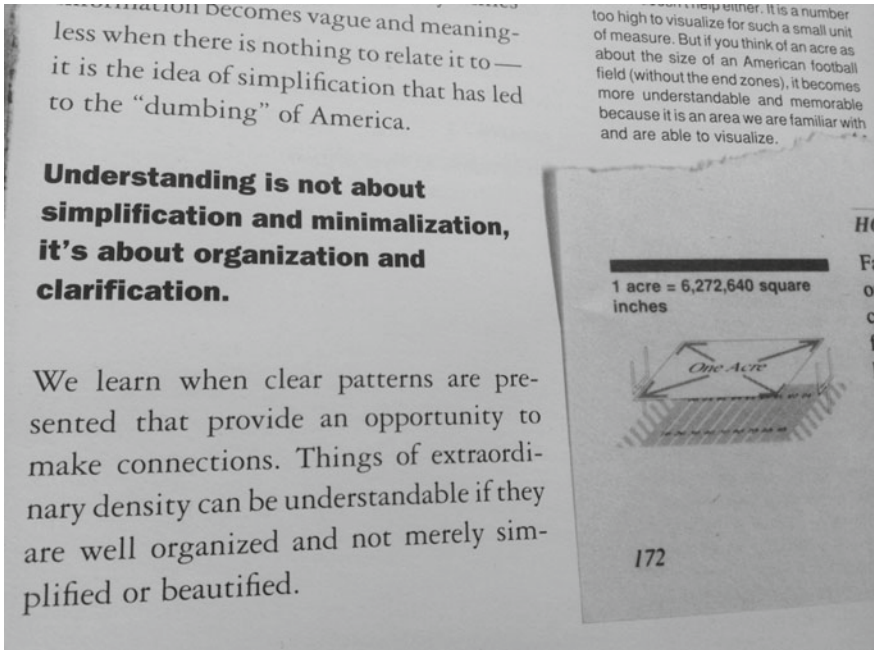 becomes vague and meaning-
less when there is nothing to relate it to —
it is the idea of simplification that has led
to the “dumbing” of America.
Understanding is not about
simplification and minimalization,
it’s about organization and
clarification.
We learn when clear patterns are pre-
sented that provide an opportunity to
make connections. Things of extraordi-
nary density can be understandable if they
are well organized and not merely sim-
plified or beautified.
help either. It is a number
too high to visualize for such a small unit
of measure. But if you think of an acre as
about the size of an American football
field (without the end zones), it becomes
more understandable and memorable
because it is an area we are familiar with
and are able to visualize.
1 acre = 6,272,640 square
inches
One Acre
172